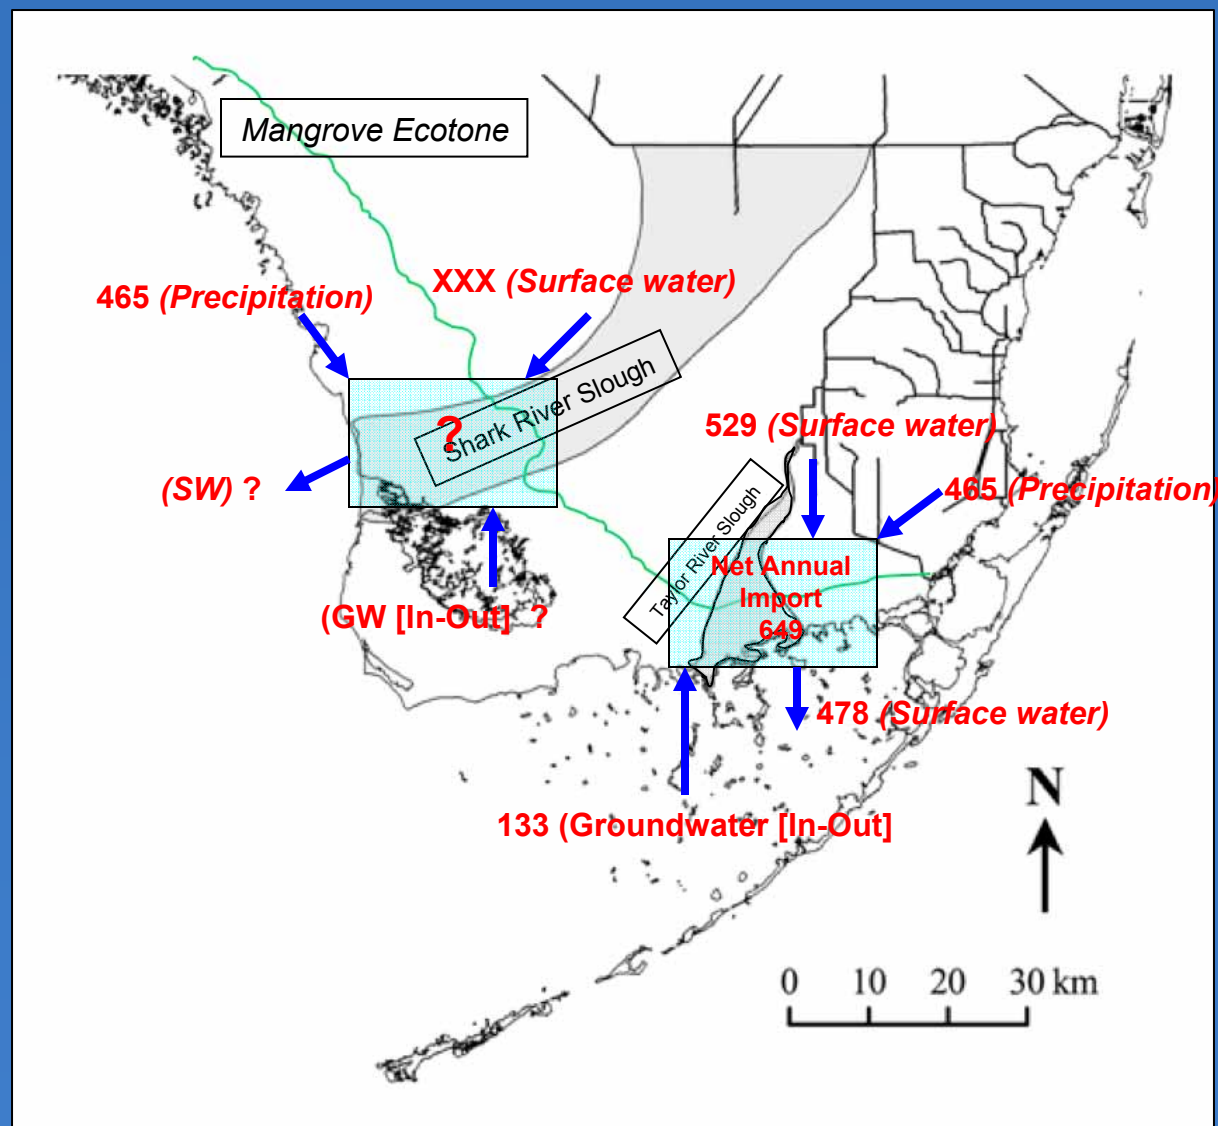 Mangrove Ecotone
465 (Precipitation)
XXX (Surface water)
Shark River Slough
?
(SW) ?
(GW [In-Out] ?
529 (Surface water)
465 (Precipitation)
Taylor River Slough
Net Annual
Import
649
478 (Surface water)
133 (Groundwater [In-Out]
N
0 10 20 30 km